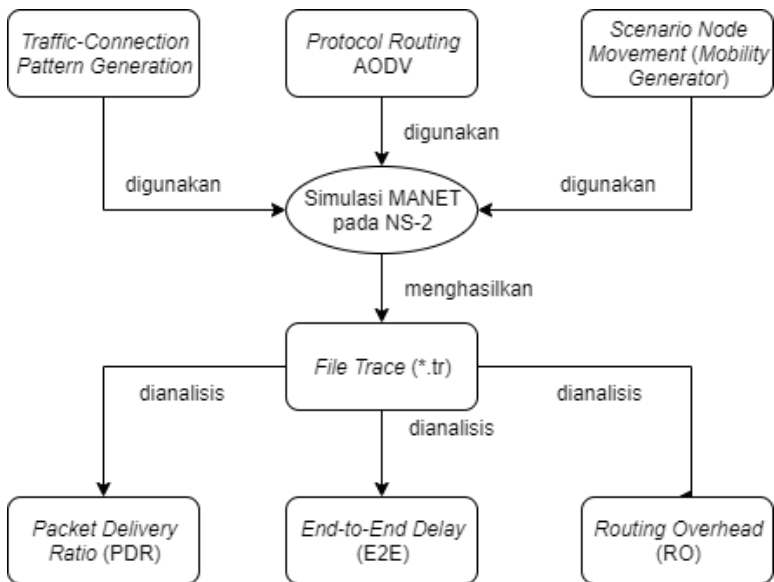 Traffic-Connection
Pattern Generation
Protocol Routing
AODV
Scenario Node
Movement (Mobility
Generator)
digunakan
digunakan
digunakan
Simulasi MANET
pada NS-2
menghasilkan
File Trace (*.tr)
dianalisis
dianalisis
dianalisis
Packet Delivery
Ratio (PDR)
End-to-End Delay
(E2E)
Routing Overhead
(RO)